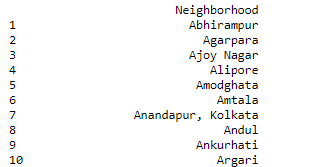 Neighborhood
1 Abhirampur
2 Agarpara
3 Ajoy Nagar
4 Alipore
5 Amodghata
6 Amtala
7 Anandapur, Kolkata
8 Andul
9 Ankurhati
10 Argari